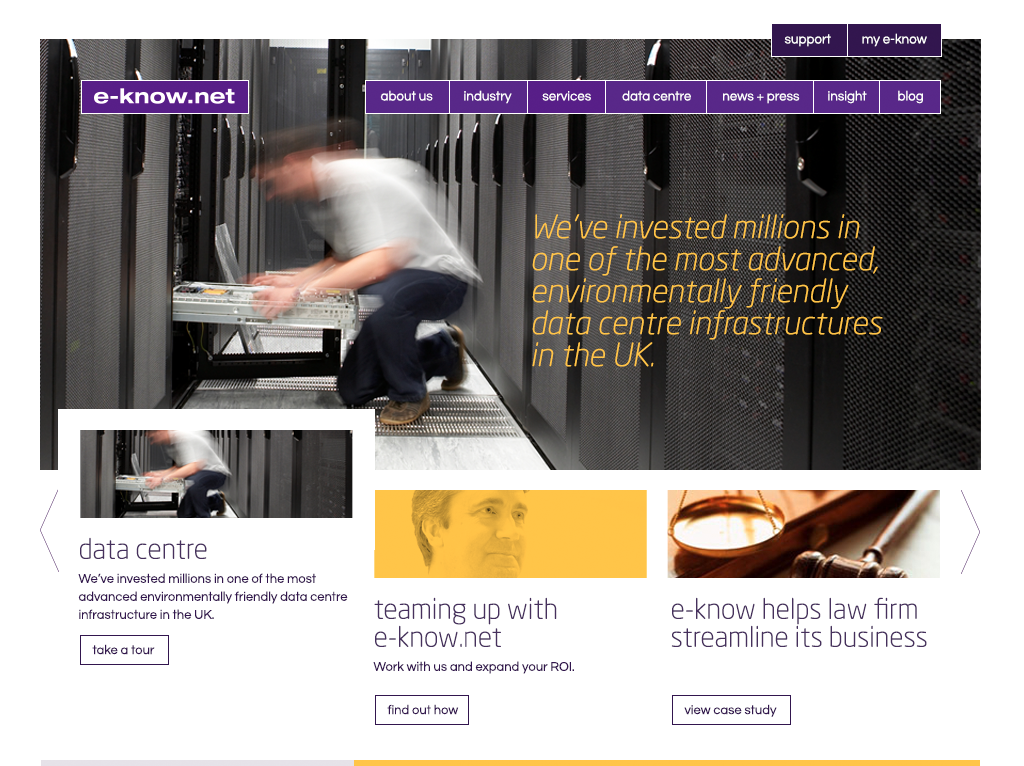 support my e-know
e-know.net about us industry services data centre news + press insight blog
We've invested millions in
one of the most advanced,
environmentally friendly
data centre infrastructures
in the UK.
data centre
We've invested millions in one of the most
advanced environmentally friendly data centre
infrastructure in the UK.
take a tour
teaming up with
e-know.net
Work with us and expand your ROI.
find out how
e-know helps law firm
streamline its business
view case study